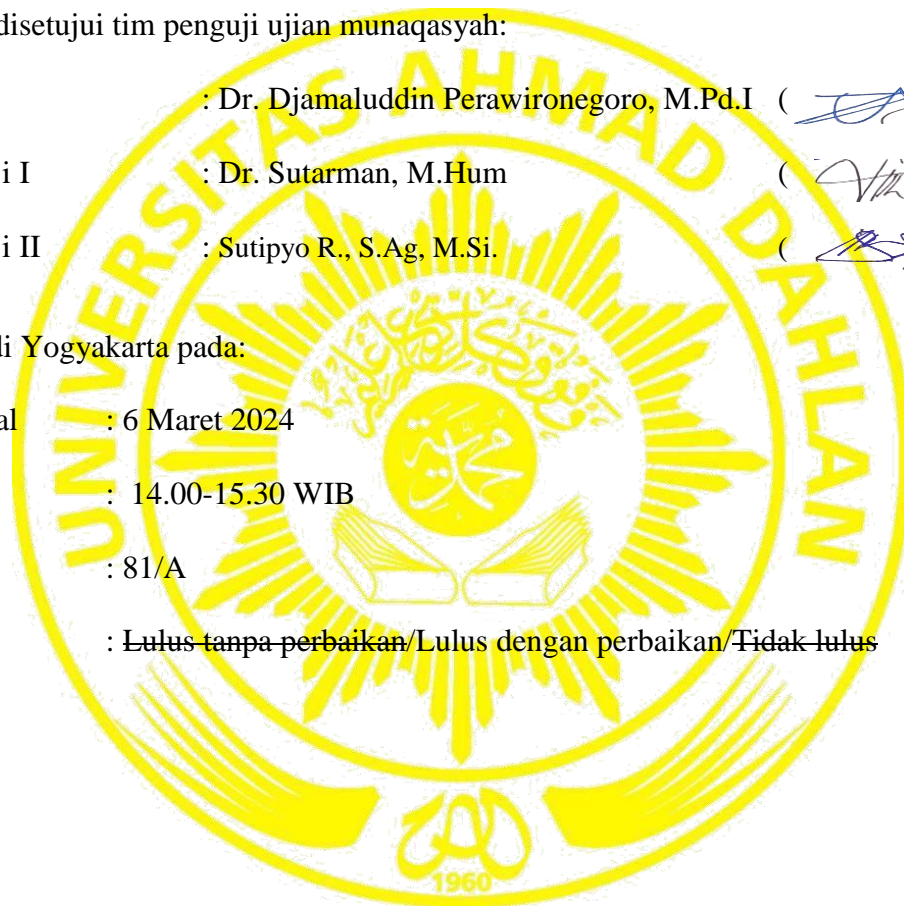 disetujui tim penguji ujian munaqasyah:
: Dr. Djamaluddin Perawironegoro, M.Pd.I (
i I : Dr. Sutarman, M.Hum (
i II : Sutipyo R., S.Ag, M.Si. (
di Yogyakarta pada:
al : 6 Maret 2024
: 14.00-15.30 WIB
: 81/A
: Lulus tanpa perbaikan/Lulus dengan perbaikan/Tidak lulus
UNIVERSITAS AHMAD DAHLAN
محمد
1960